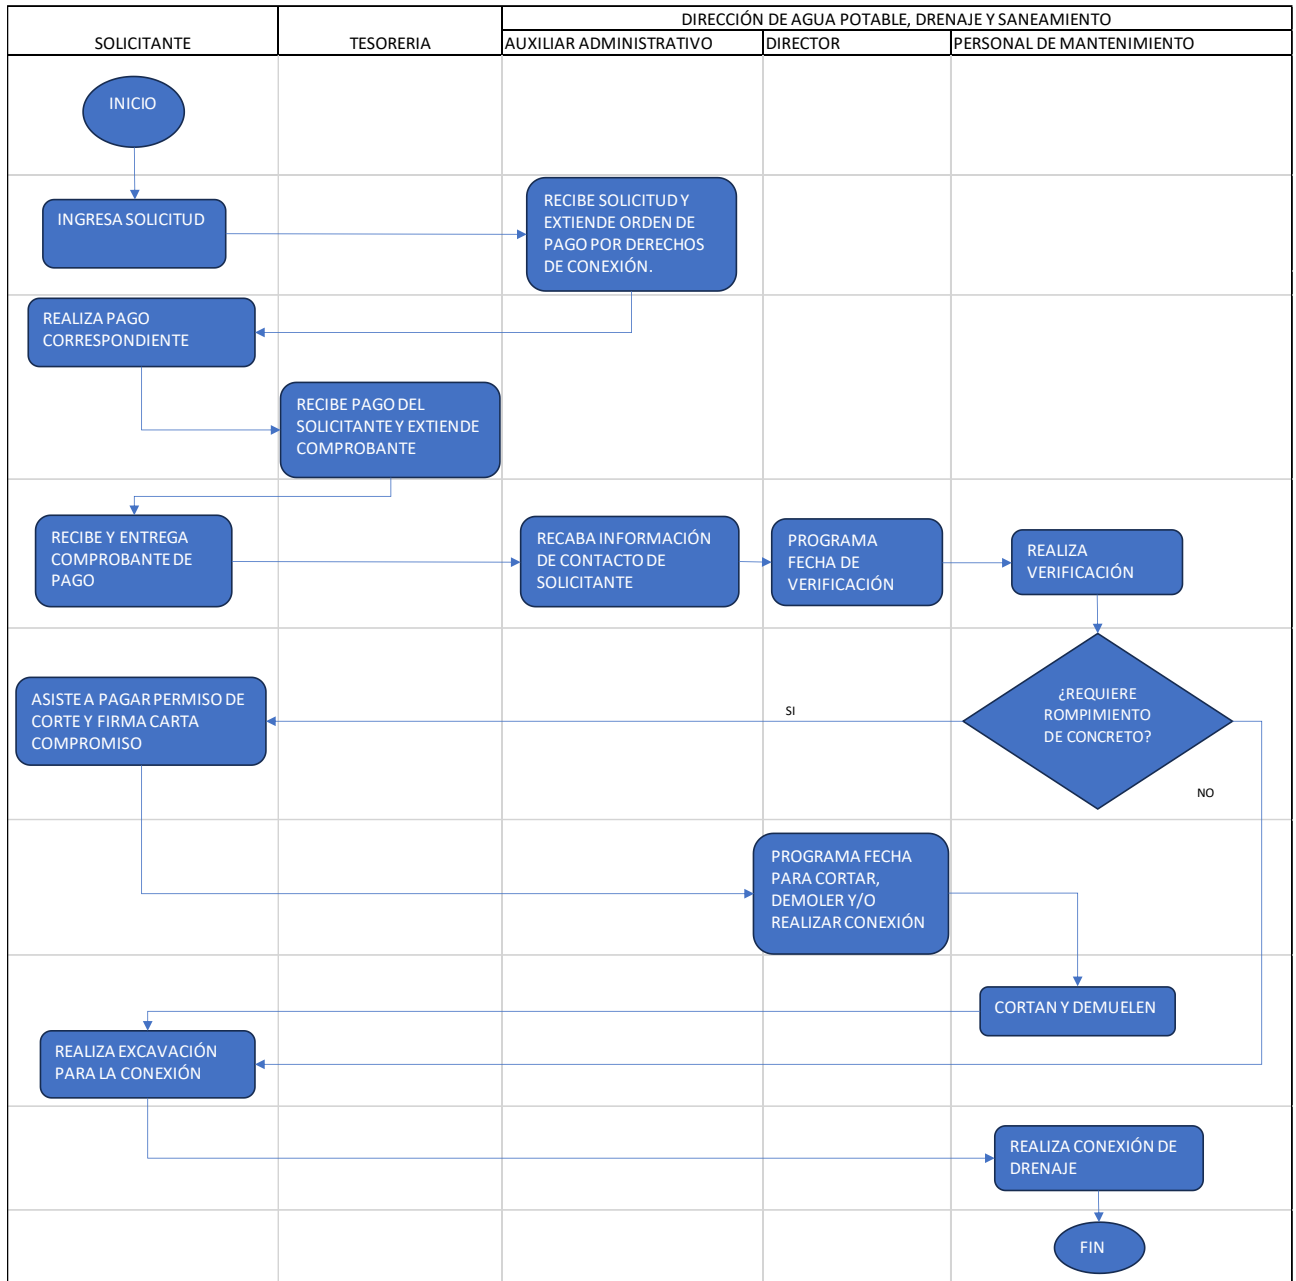 DIRECCIÓN DE AGUA POTABLE, DRENAJE Y SANEAMIENTO
SOLICITANTE
TESORERIA
AUXILIAR ADMINISTRATIVO
DIRECTOR
PERSONAL DE MANTENIMIENTO
INICIO
INGRESA SOLICITUD
RECIBE SOLICITUD Y
EXTIENDE ORDEN DE
PAGO POR DERECHOS
DE CONEXIÓN.
REALIZA PAGO
CORRESPONDIENTE
RECIBE PAGO DEL
SOLICITANTE Y EXTIENDE
COMPROBANTE
RECIBE Y ENTREGA
COMPROBANTE DE
PAGO
RECABA INFORMACIÓN
DE CONTACTO DE
SOLICITANTE
PROGRAMA
FECHA DE
VERIFICACIÓN
REALIZA
VERIFICACIÓN
¿REQUIERE
ROMPIMIENTO
DE CONCRETO?
SI
NO
ASISTE A PAGAR PERMISO DE
CORTE Y FIRMA CARTA
COMPROMISO
PROGRAMA FECHA
PARA CORTAR,
DEMOLER Y/O
REALIZAR CONEXIÓN
CORTAN Y DEMUELEN
REALIZA EXCAVACIÓN
PARA LA CONEXIÓN
REALIZA CONEXIÓN DE
DRENAJE
FIN